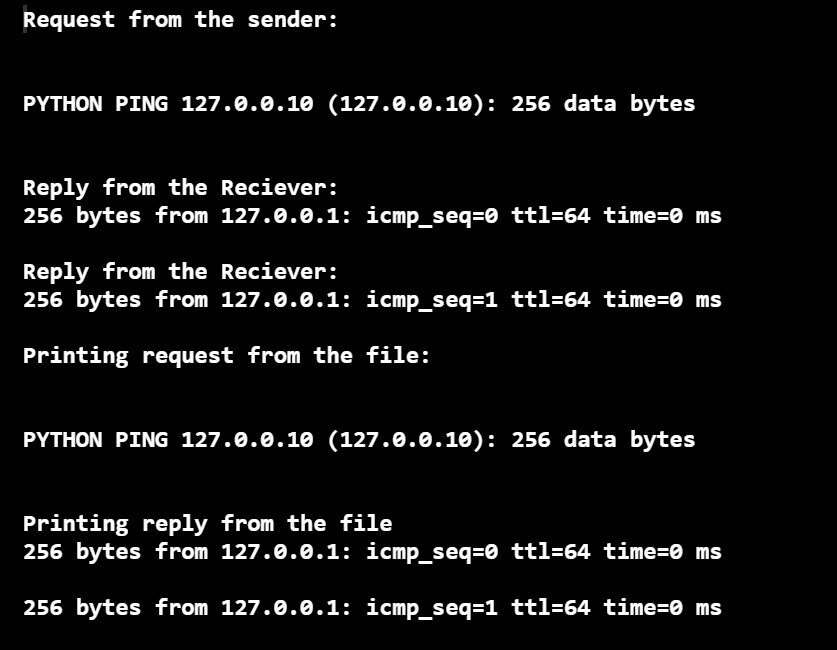 Request from the sender:
PYTHON PING 127.0.0.10 (127.0.0.10): 256 data bytes
Reply from the Reciever:
256 bytes from 127.0.0.1: icmp_seq=0 ttl=64 time=0 ms
Reply from the Reciever:
256 bytes from 127.0.0.1: icmp_seq=1 ttl=64 time=0 ms
Printing request from the file:
PYTHON PING 127.0.0.10 (127.0.0.10): 256 data bytes
Printing reply from the file
256 bytes from 127.0.0.1: icmp_seq=0 ttl=64 time=0 ms
256 bytes from 127.0.0.1: icmp_seq=1 ttl=64 time=0 ms